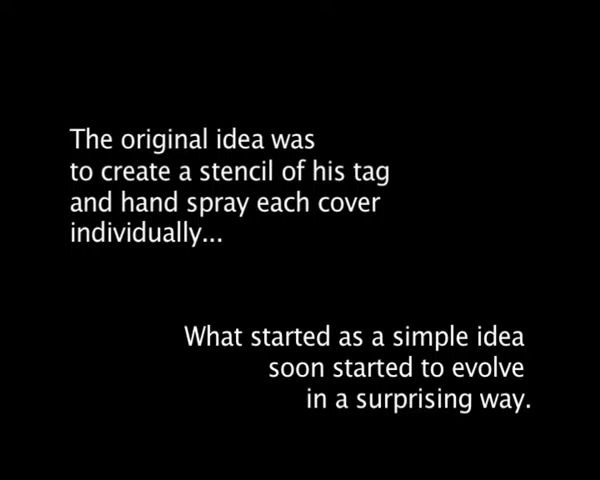 The original idea was
to create a stencil of his tag
and hand spray each cover
individually...
What started as a simple idea
soon started to evolve
in a surprising way.